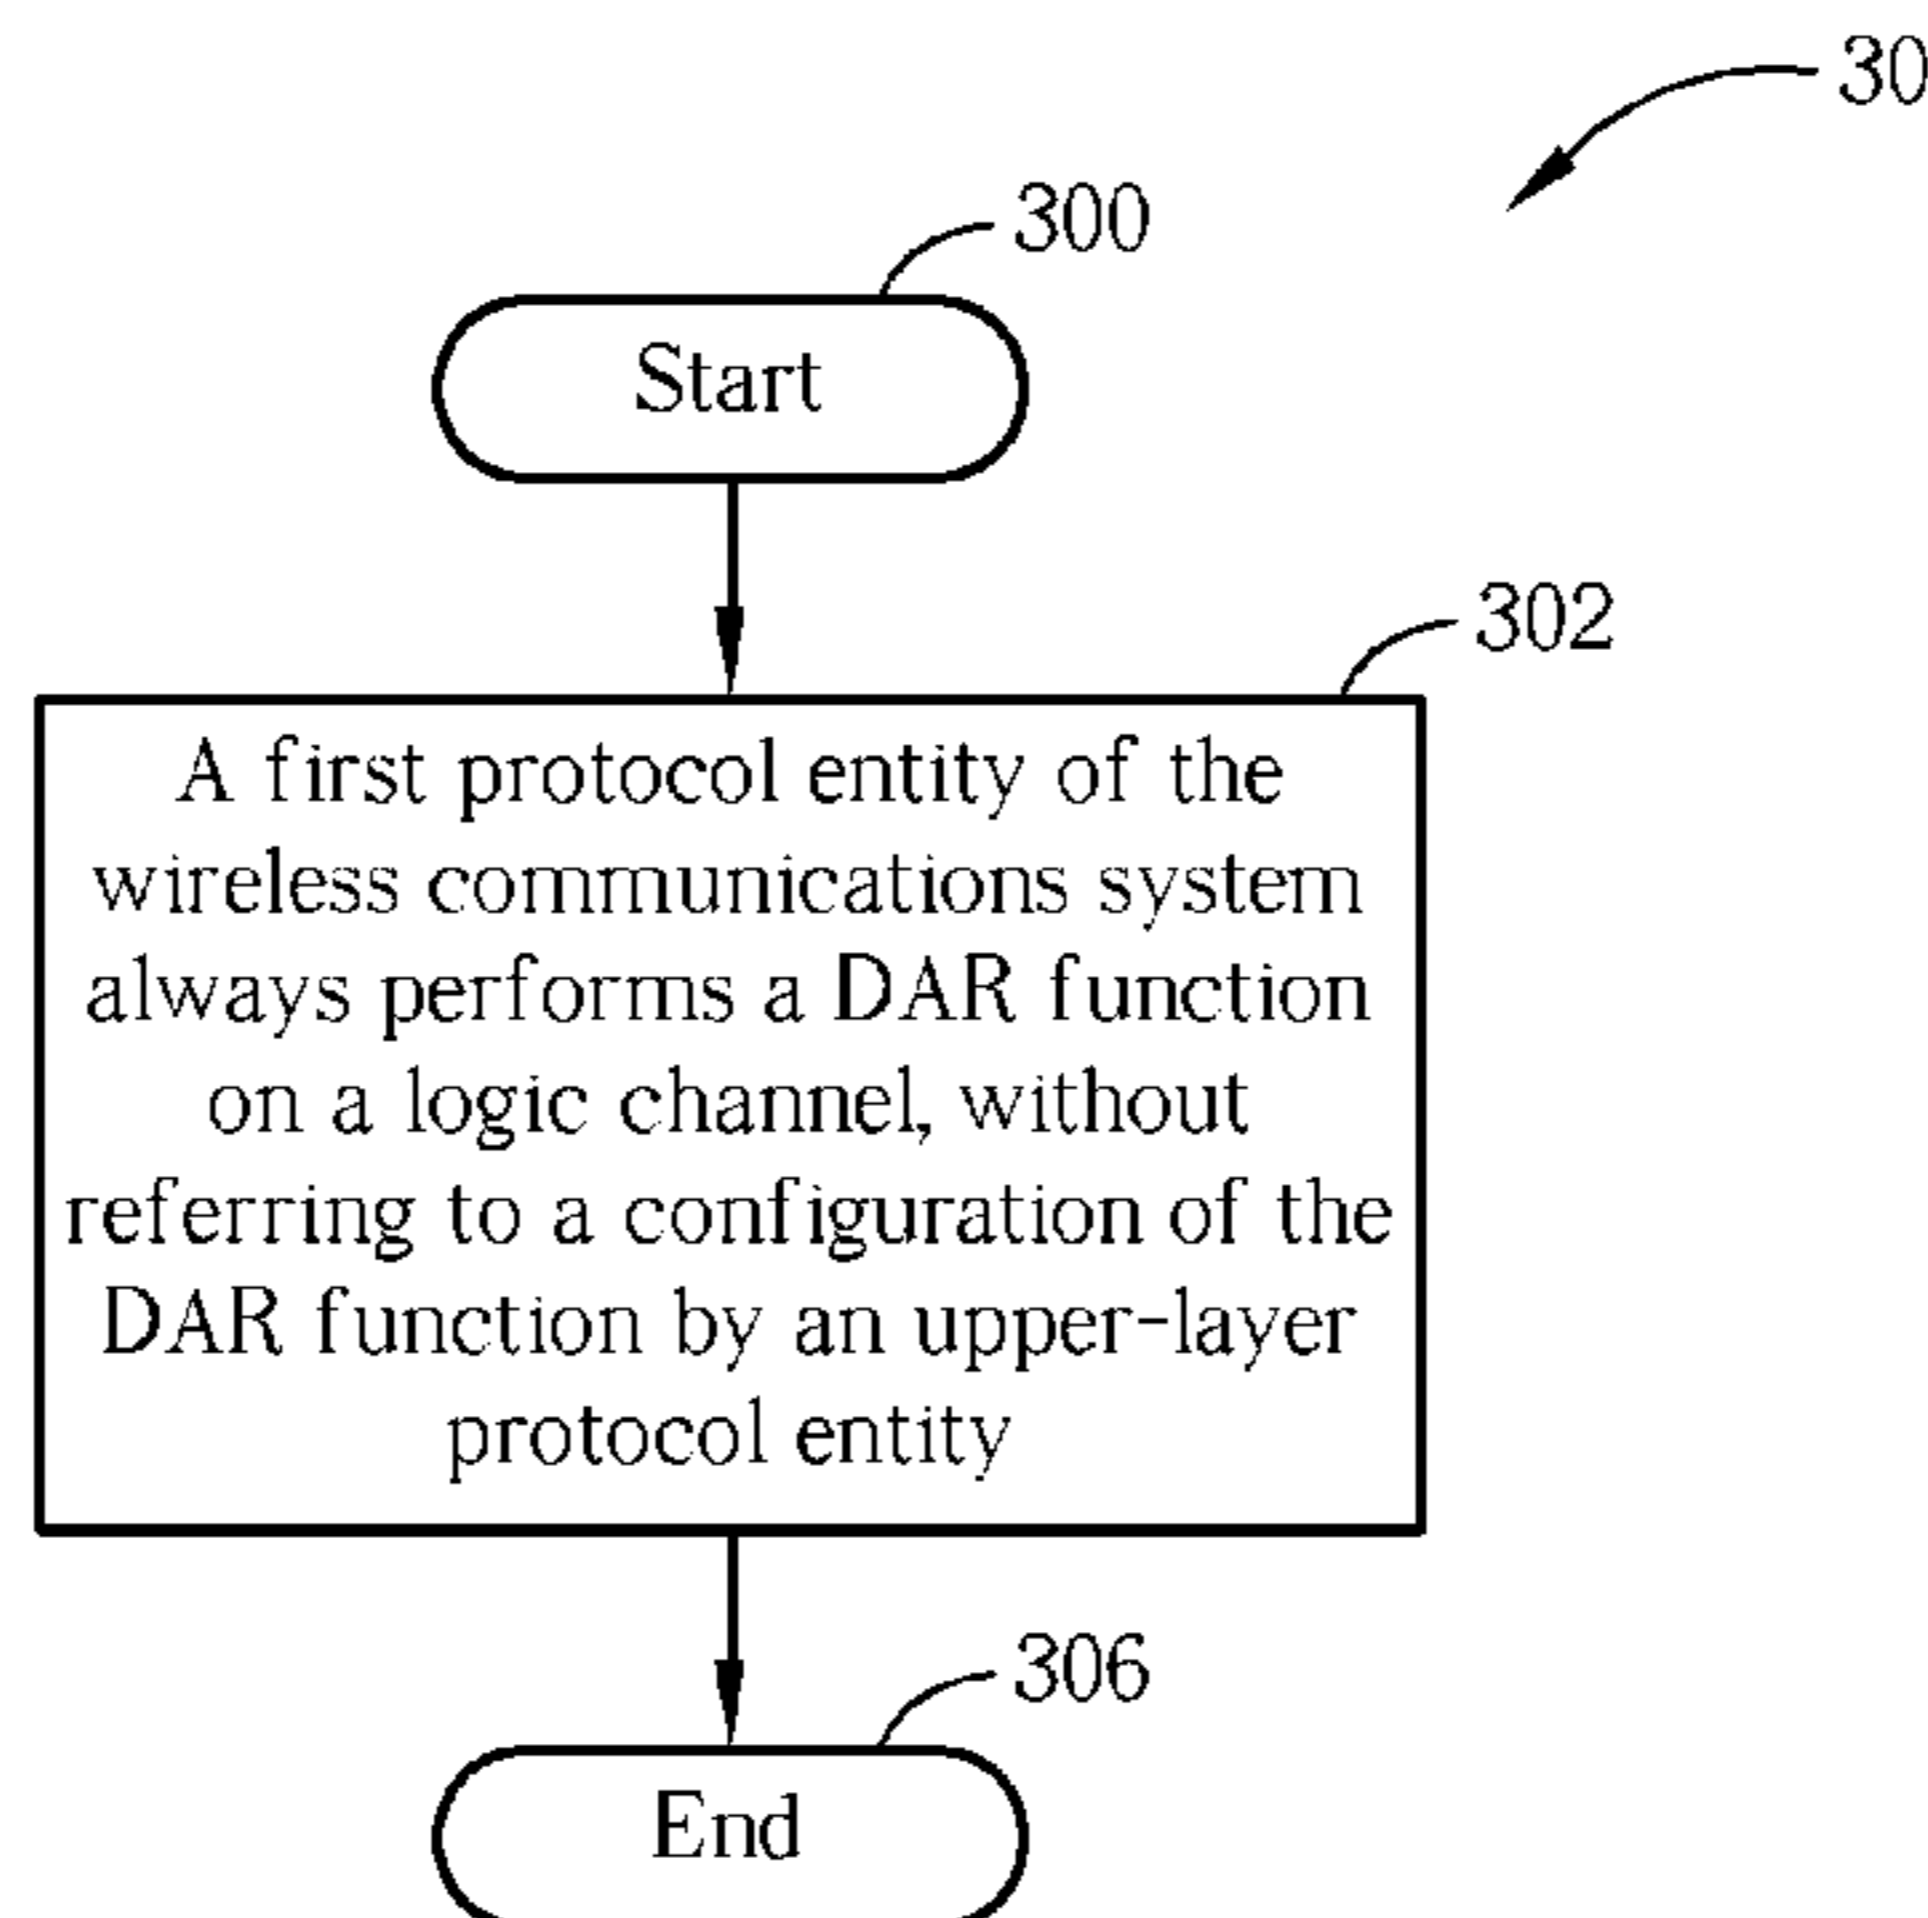 30
300
Start
302
A first protocol entity of the
wireless communications system
always performs a DAR function
on a logic channel, without
referring to a configuration of the
DAR function by an upper-layer
protocol entity
306
End